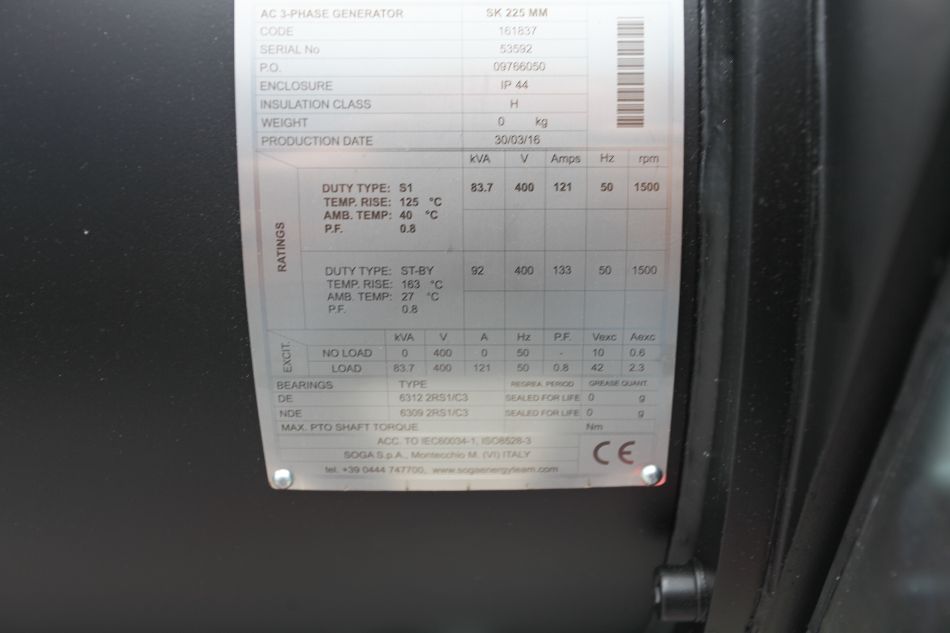 AC 3-PHASE GENERATOR SK 225 MM
CODE 161837
SERIAL No 53592
P.O. 09766050
ENCLOSURE IP 44
INSULATION CLASS H
WEIGHT 0 kg
PRODUCTION DATE 30/03/16
RATINGS
kVA V Amps Hz rpm
DUTY TYPE: S1 83.7 400 121 50 1500
TEMP. RISE: 125 °C
AMB. TEMP: 40 °C
P.F. 0.8
DUTY TYPE: ST-BY 92 400 133 50 1500
TEMP. RISE: 163 °C
AMB. TEMP: 27 °C
P.F. 0.8
EXCIT.
kVA V A Hz P.F. Vexc Aexc
NO LOAD 0 400 0 50 - 10 0.6
LOAD 83.7 400 121 50 0.8 42 2.3
BEARINGS TYPE REGREA. PERIOD GREASE QUANT.
DE 6312 2RS1/C3 SEALED FOR LIFE 0 g
NDE 6309 2RS1/C3 SEALED FOR LIFE 0 g
MAX. PTO SHAFT TORQUE Nm
ACC. TO IEC60034-1, ISO8528-3
SOGA S.p.A., Montecchio M. (VI) ITALY
tel. +39 0444 747700, www.sogaenergyteam.com
CE